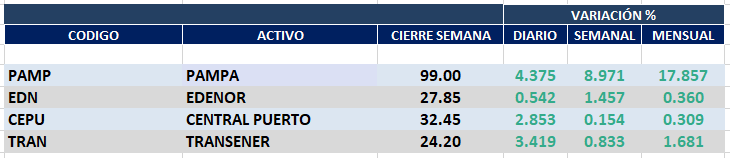 VARIACIÓN %
CODIGO ACTIVO CIERRE SEMANA DIARIO SEMANAL MENSUAL
PAMP PAMPA 99.00 4.375 8.971 17.857
EDN EDENOR 27.85 0.542 1.457 0.360
CEPU CENTRAL PUERTO 32.45 2.853 0.154 0.309
TRAN TRANSENER 24.20 3.419 0.833 1.681